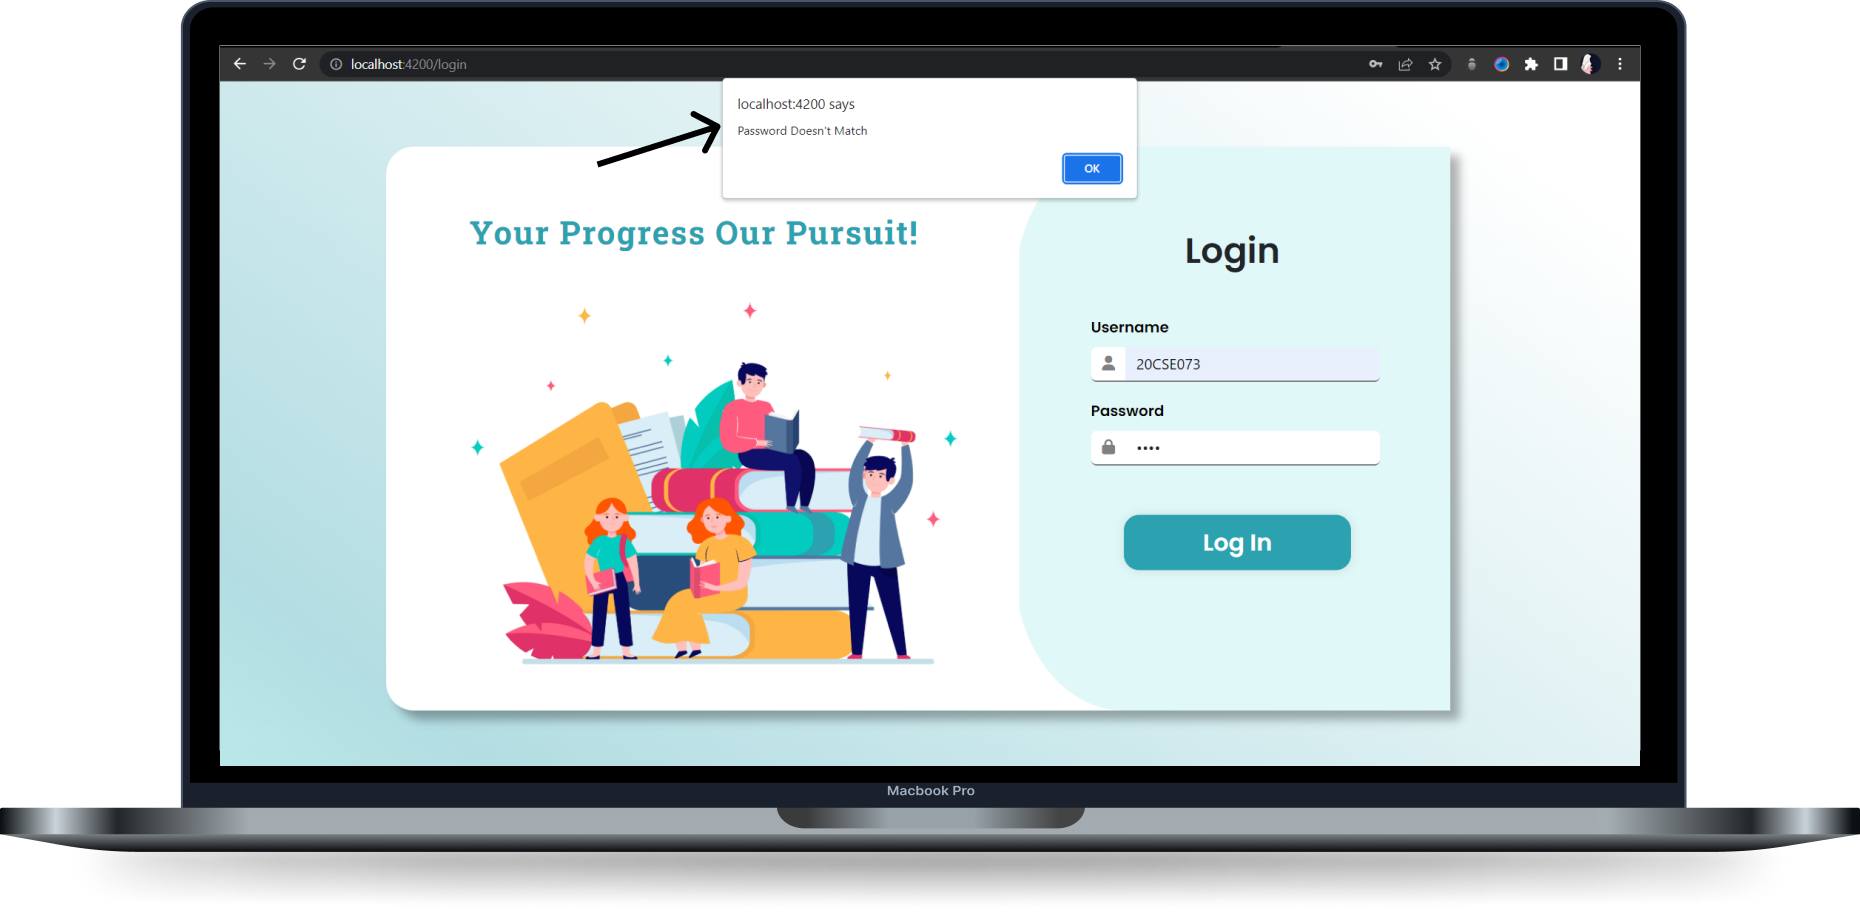 localhost:4200/login
localhost:4200 says
Password Doesn't Match
OK
Your Progress Our Pursuit!
Login
Username
20CSE073
Password
••••
Log In
Macbook Pro